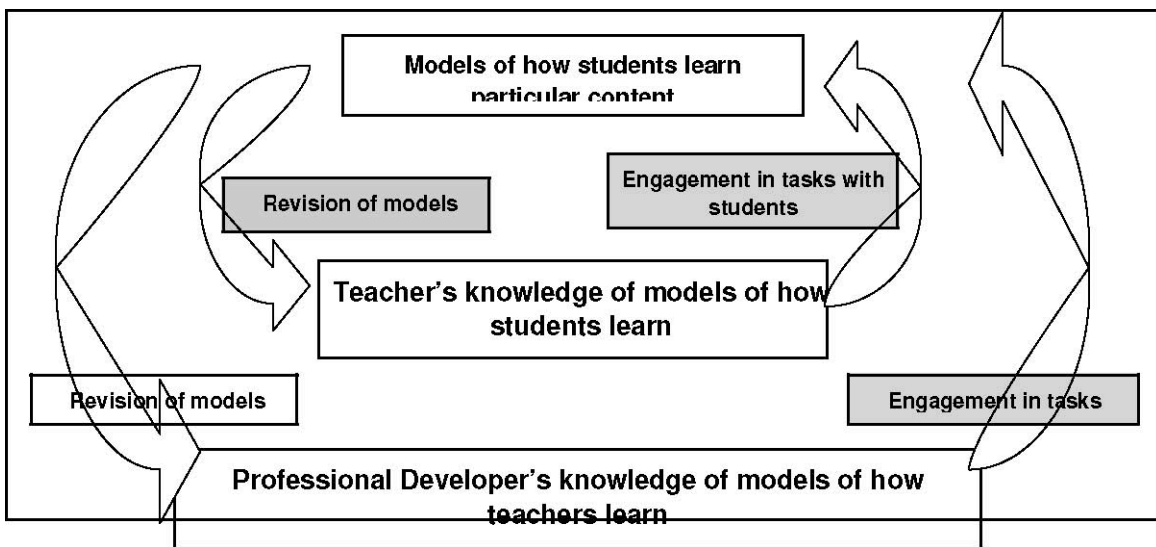 Models of how students learn
particular content
Engagement in tasks with
students
Revision of models
Teacher's knowledge of models of how
students learn
Revision of models
Engagement in tasks
Professional Developer's knowledge of models of how
teachers learn